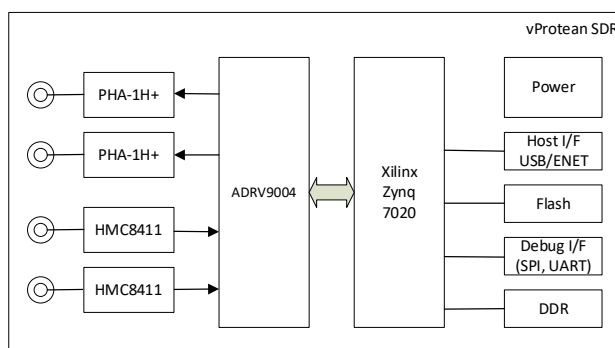 vProtean SDR
PHA-1H+
PHA-1H+
HMC8411
HMC8411
ADRV9004
Xilinx
Zynq
7020
Power
Host I/F
USB/ENET
Flash
Debug I/F
(SPI, UART)
DDR